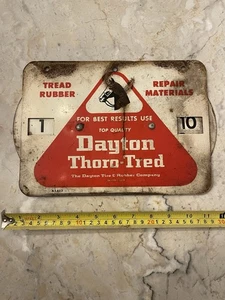 TREAD RUBBER
REPAIR MATERIALS
FOR BEST RESULTS USE
TOP QUALITY
1
10
Dayton
Thoro-Tred
The Dayton Tire & Rubber Company